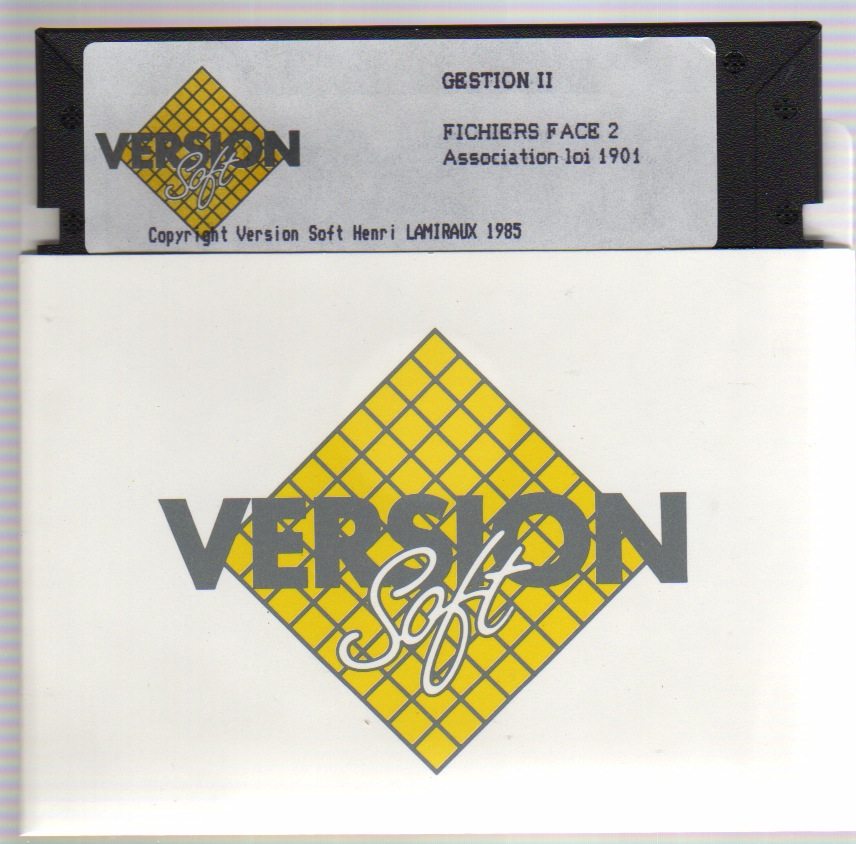 VERSION
Soft
GESTION II
FICHIERS FACE 2
Association loi 1901
Copyright Version Soft Henri LAMIRAUX 1985
VERSION
Soft